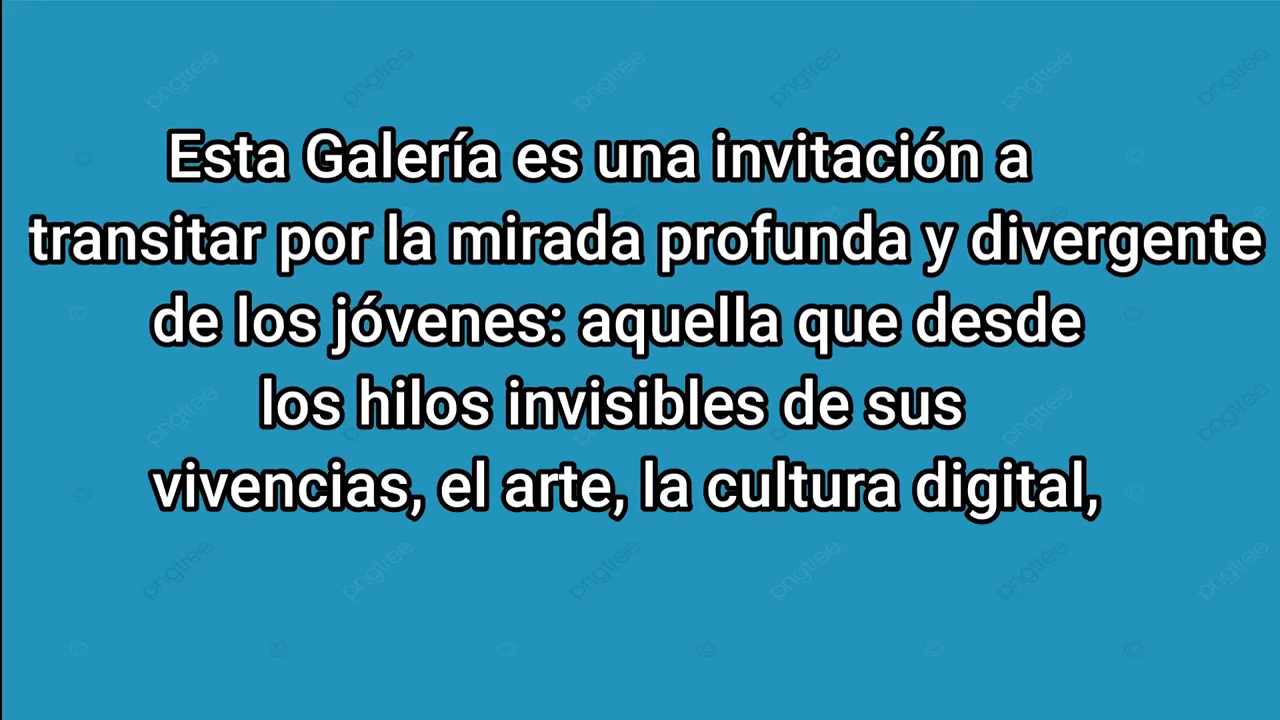 Esta Galería es una invitación a
transitar por la mirada profunda y divergente
de los jóvenes: aquella que desde
los hilos invisibles de sus
vivencias, el arte, la cultura digital,
pngtree